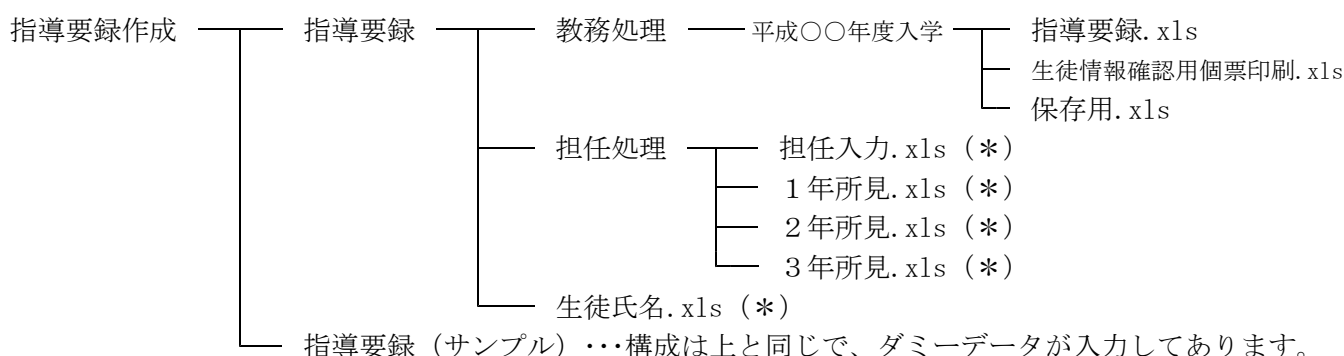 指導要録作成 指導要録 教務処理 平成○○年度入学 指導要録.xls
生徒情報確認用個票印刷.xls
保存用.xls
担任処理 担任入力.xls (＊)
１年所見.xls (＊)
２年所見.xls (＊)
３年所見.xls (＊)
生徒氏名.xls (＊)
指導要録（サンプル）・・・構成は上と同じで、ダミーデータが入力してあります。